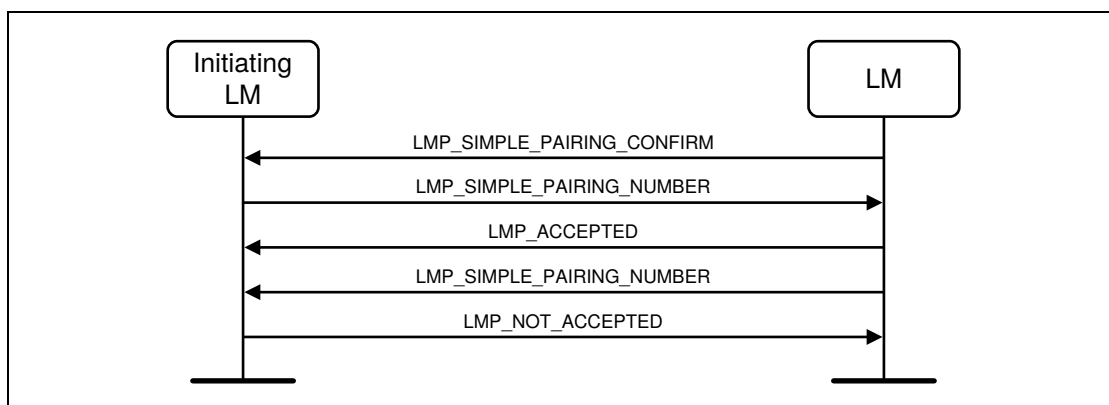 Initiating
LM
LM
LMP_SIMPLE_PAIRING_CONFIRM
LMP_SIMPLE_PAIRING_NUMBER
LMP_ACCEPTED
LMP_SIMPLE_PAIRING_NUMBER
LMP_NOT_ACCEPTED